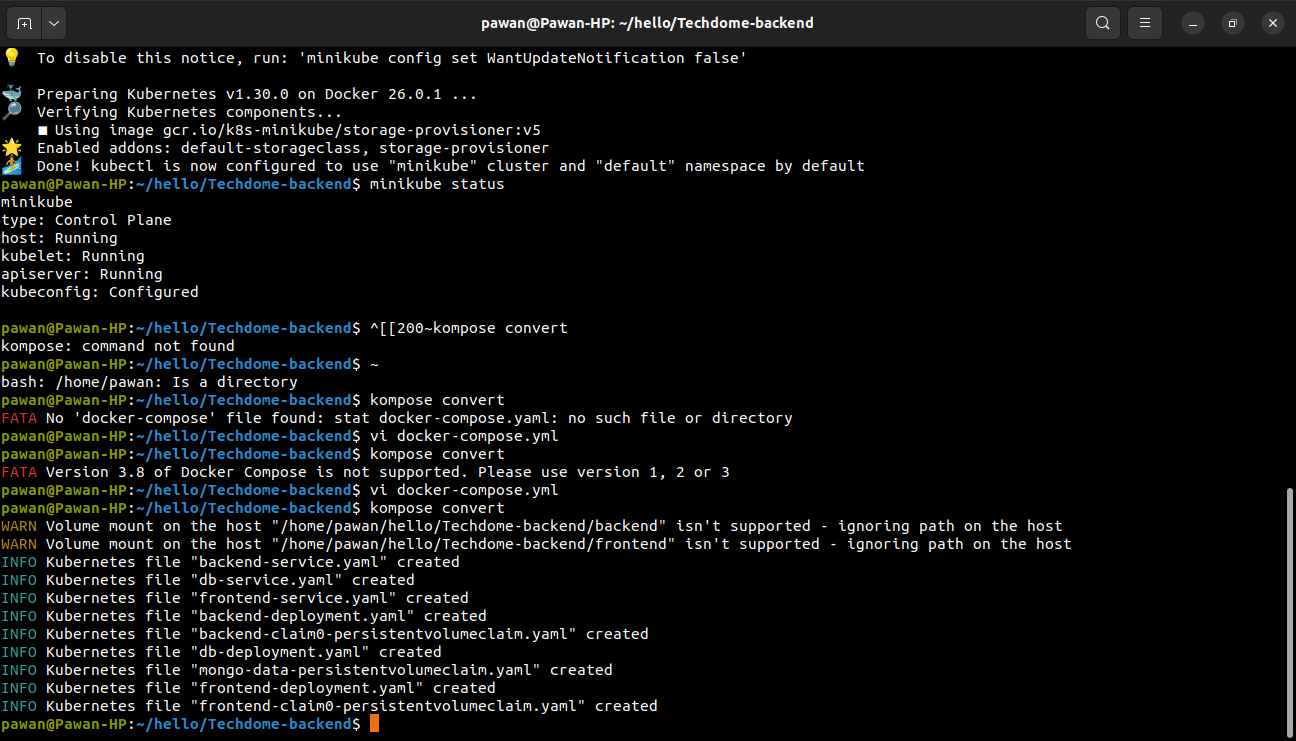 pawan@Pawan-HP: ~/hello/Techdome-backend
To disable this notice, run: 'minikube config set WantUpdateNotification false'
Preparing Kubernetes v1.30.0 on Docker 26.0.1 ...
Verifying Kubernetes components...
■ Using image gcr.io/k8s-minikube/storage-provisioner:v5
Enabled addons: default-storageclass, storage-provisioner
Done! kubectl is now configured to use "minikube" cluster and "default" namespace by default
pawan@Pawan-HP:~/hello/Techdome-backend$ minikube status
minikube
type: Control Plane
host: Running
kubelet: Running
apiserver: Running
kubeconfig: Configured
pawan@Pawan-HP:~/hello/Techdome-backend$ ^[[200~kompose convert
kompose: command not found
pawan@Pawan-HP:~/hello/Techdome-backend$ ~
bash: /home/pawan: Is a directory
pawan@Pawan-HP:~/hello/Techdome-backend$ kompose convert
FATA No 'docker-compose' file found: stat docker-compose.yaml: no such file or directory
pawan@Pawan-HP:~/hello/Techdome-backend$ vi docker-compose.yml
pawan@Pawan-HP:~/hello/Techdome-backend$ kompose convert
FATA Version 3.8 of Docker Compose is not supported. Please use version 1, 2 or 3
pawan@Pawan-HP:~/hello/Techdome-backend$ vi docker-compose.yml
pawan@Pawan-HP:~/hello/Techdome-backend$ kompose convert
WARN Volume mount on the host "/home/pawan/hello/Techdome-backend/backend" isn't supported - ignoring path on the host
WARN Volume mount on the host "/home/pawan/hello/Techdome-backend/frontend" isn't supported - ignoring path on the host
INFO Kubernetes file "backend-service.yaml" created
INFO Kubernetes file "db-service.yaml" created
INFO Kubernetes file "frontend-service.yaml" created
INFO Kubernetes file "backend-deployment.yaml" created
INFO Kubernetes file "backend-claim0-persistentvolumeclaim.yaml" created
INFO Kubernetes file "db-deployment.yaml" created
INFO Kubernetes file "mongo-data-persistentvolumeclaim.yaml" created
INFO Kubernetes file "frontend-deployment.yaml" created
INFO Kubernetes file "frontend-claim0-persistentvolumeclaim.yaml" created
pawan@Pawan-HP:~/hello/Techdome-backend$